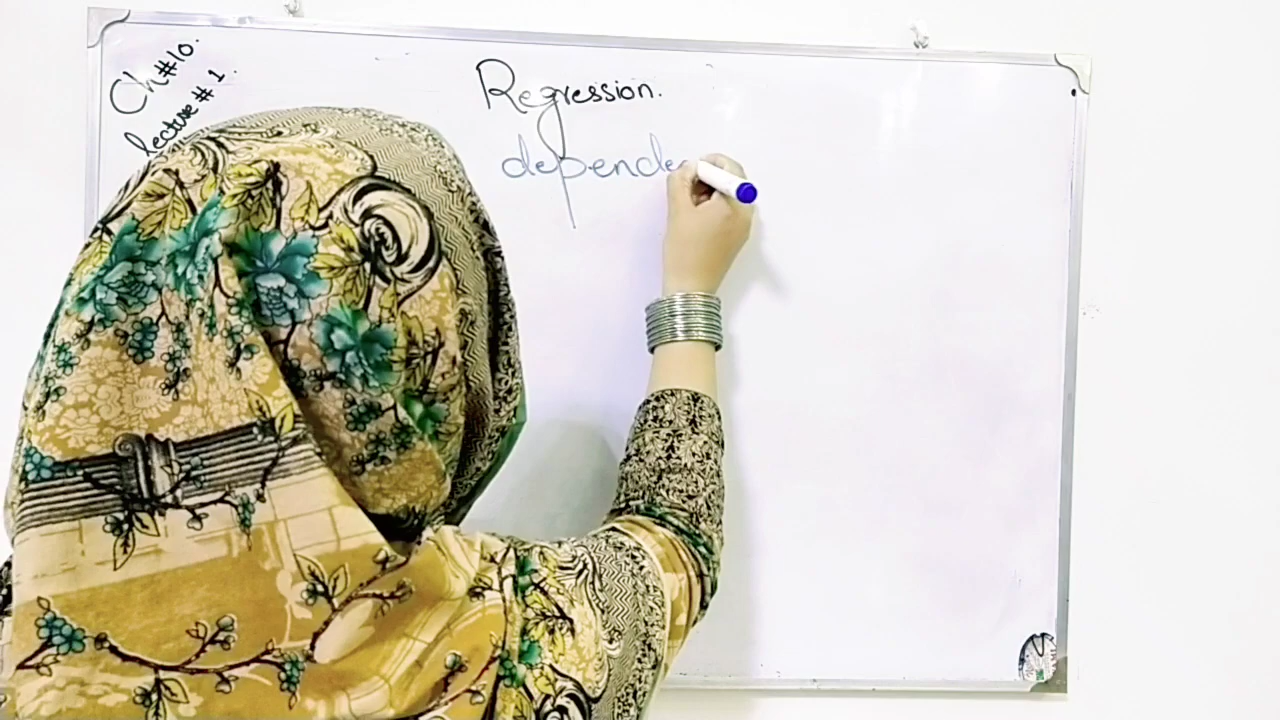 Ch # 10.
lecture # 1.
Regression.
depende